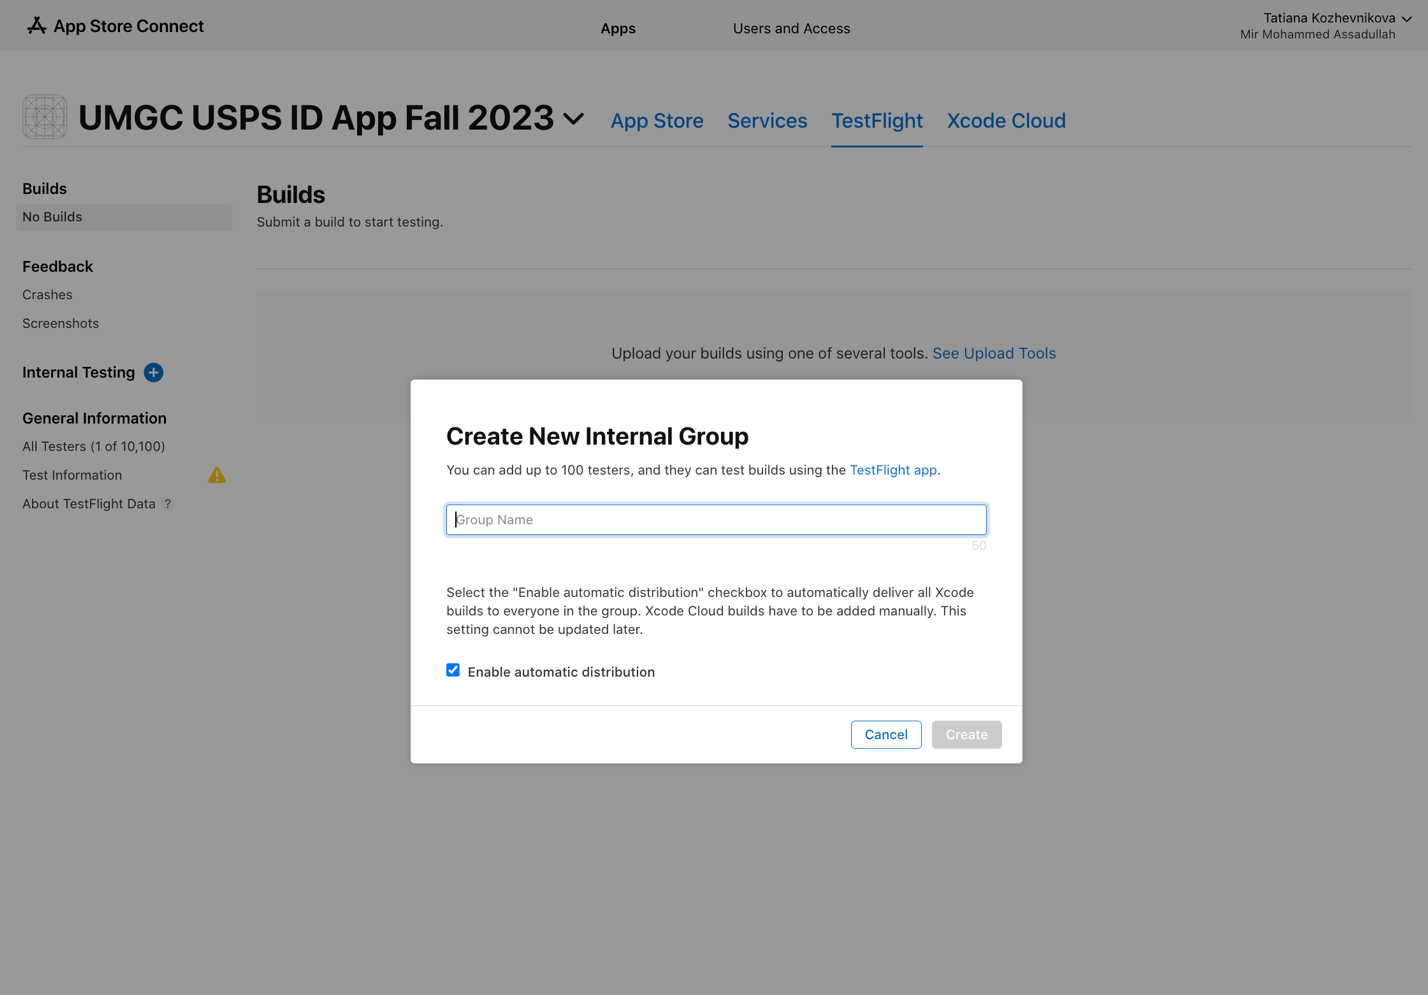 App Store Connect
Apps
Users and Access
Tatiana Kozhevnikova
Mir Mohammed Assadullah
UMGC USPS ID App Fall 2023
App Store
Services
TestFlight
Xcode Cloud
Builds
No Builds
Feedback
Crashes
Screenshots
Internal Testing
General Information
All Testers (1 of 10,100)
Test Information
About TestFlight Data ?
Builds
Submit a build to start testing.
Upload your builds using one of several tools. See Upload Tools
Create New Internal Group
You can add up to 100 testers, and they can test builds using the TestFlight app.
Group Name
50
Select the "Enable automatic distribution" checkbox to automatically deliver all Xcode
builds to everyone in the group. Xcode Cloud builds have to be added manually. This
setting cannot be updated later.
Enable automatic distribution
Cancel
Create